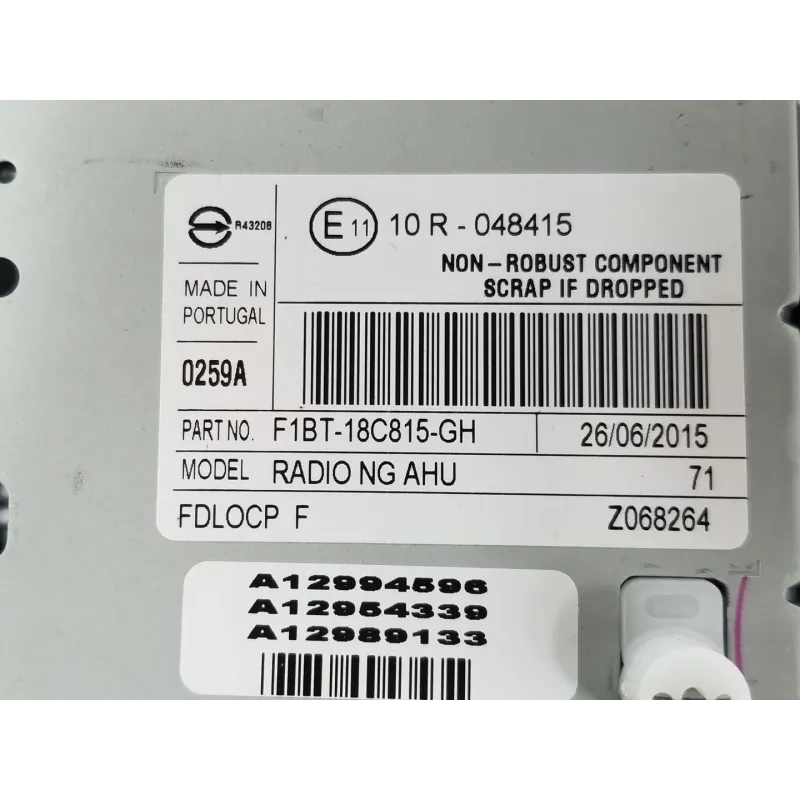 R43208
E 11 10 R - 048415
NON-ROBUST COMPONENT
SCRAP IF DROPPED
MADE IN
PORTUGAL
0259A
PART NO. F1BT-18C815-GH 26/06/2015
MODEL RADIO NG AHU 71
FDLOCP F Z068264
A12994596
A12954339
A12989133